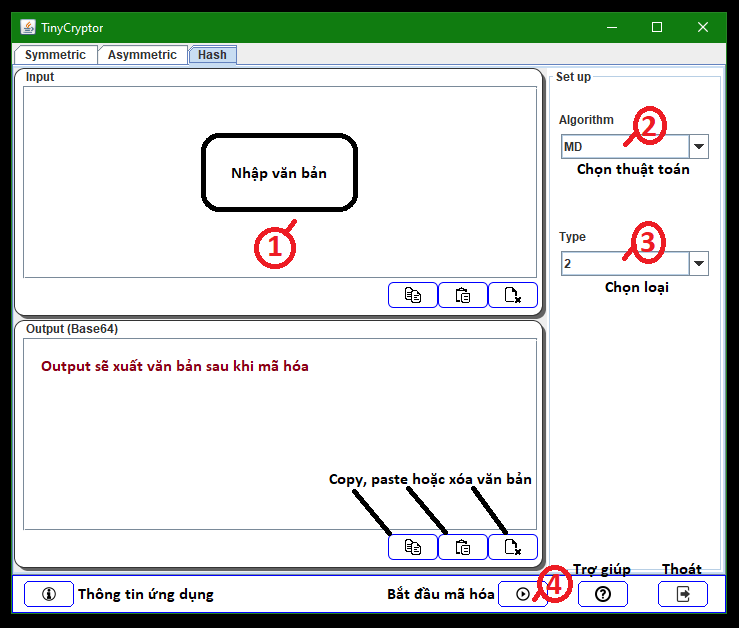 TinyCryptor
Symmetric Asymmetric Hash
Input
Nhập văn bản
1
Set up
Algorithm
2
MD
Chọn thuật toán
Type
3
2
Chọn loại
Output (Base64)
Output sẽ xuất văn bản sau khi mã hóa
Copy, paste hoặc xóa văn bản
Thông tin ứng dụng
Bắt đầu mã hóa
4
Trợ giúp
Thoát